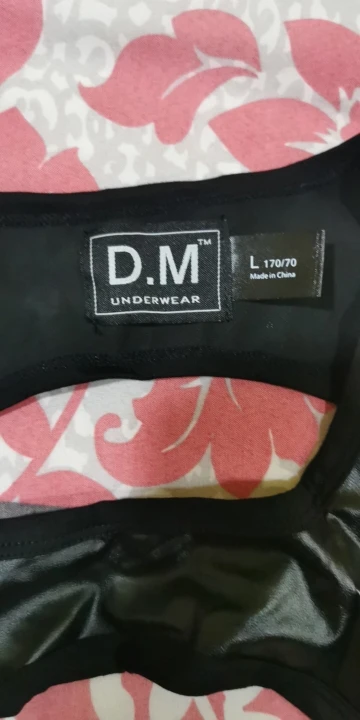 D.M™
UNDERWEAR
L 170/70
Made in China